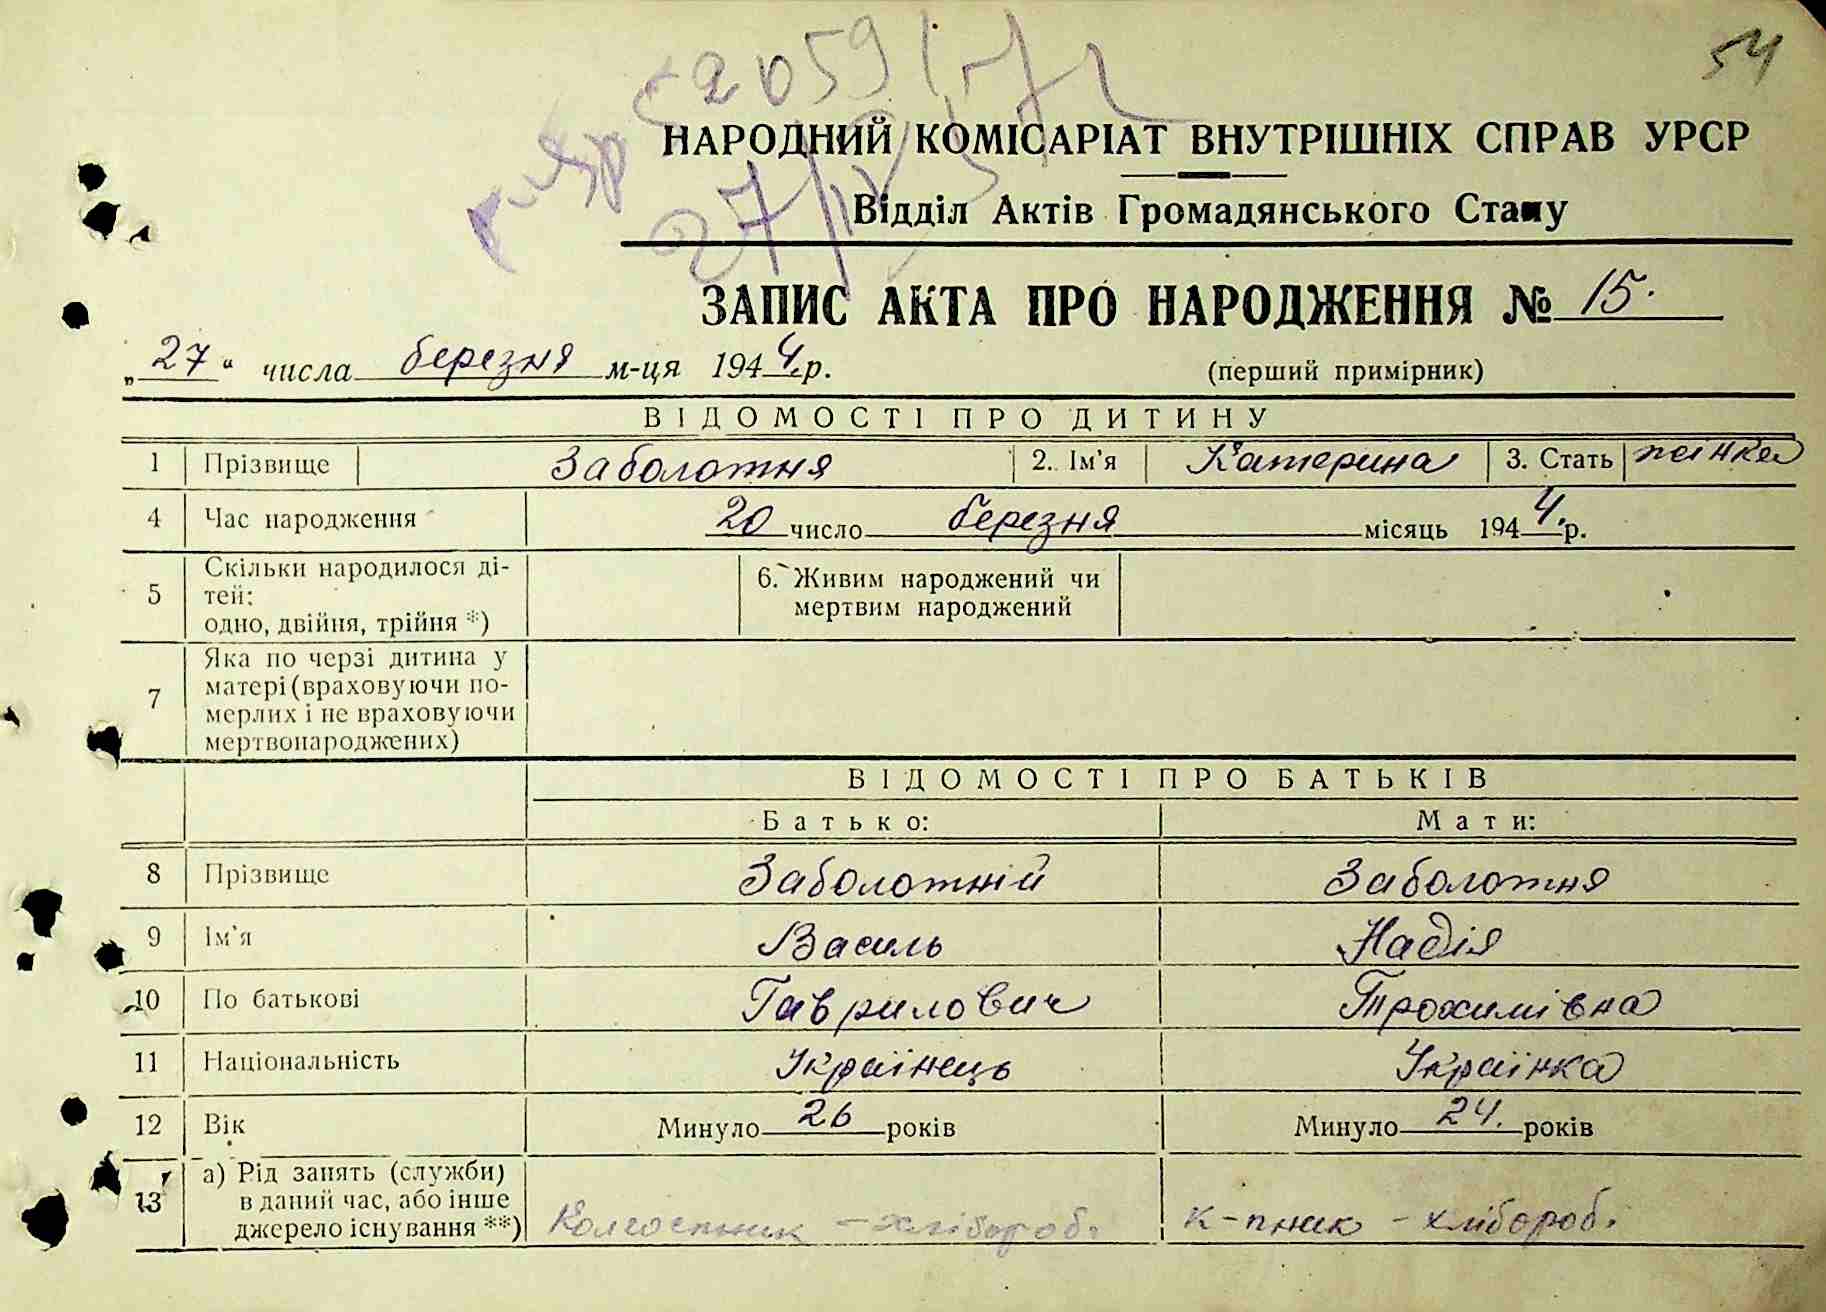 54
НАРОДНИЙ КОМІСАРІАТ ВНУТРІШНІХ СПРАВ УРСР
Відділ Актів Громадянського Стану
ЗАПИС АКТА ПРО НАРОДЖЕННЯ № 15.
„27“ числа березня м-ця 1944.р. (перший примірник)
ВІДОМОСТІ ПРО ДИТИНУ
1 Прізвище Заболотня 2. Ім'я Катерина 3. Стать жінка
4 Час народження 20 число березня місяць 1944.р.
5 Скільки народилося ді-
тей:
одно, двійня, трійня *)
6. Живим народжений чи
мертвим народжений
7 Яка по черзі дитина у
матері (враховуючи по-
мерлих і не враховуючи
мертвонароджених)
ВІДОМОСТІ ПРО БАТЬКІВ
Батько: Мати:
8 Прізвище Заболотній Заболотня
9 Ім'я Василь Надія
10 По батькові Гаврилович Трохимівна
11 Національність Українець Українка
12 Вік Минуло 26 років Минуло 24. років
13 а) Рід занять (служби)
в даний час, або інше
джерело існування **)
Колгоспник - хлібороб. к-пник - хлібороб.